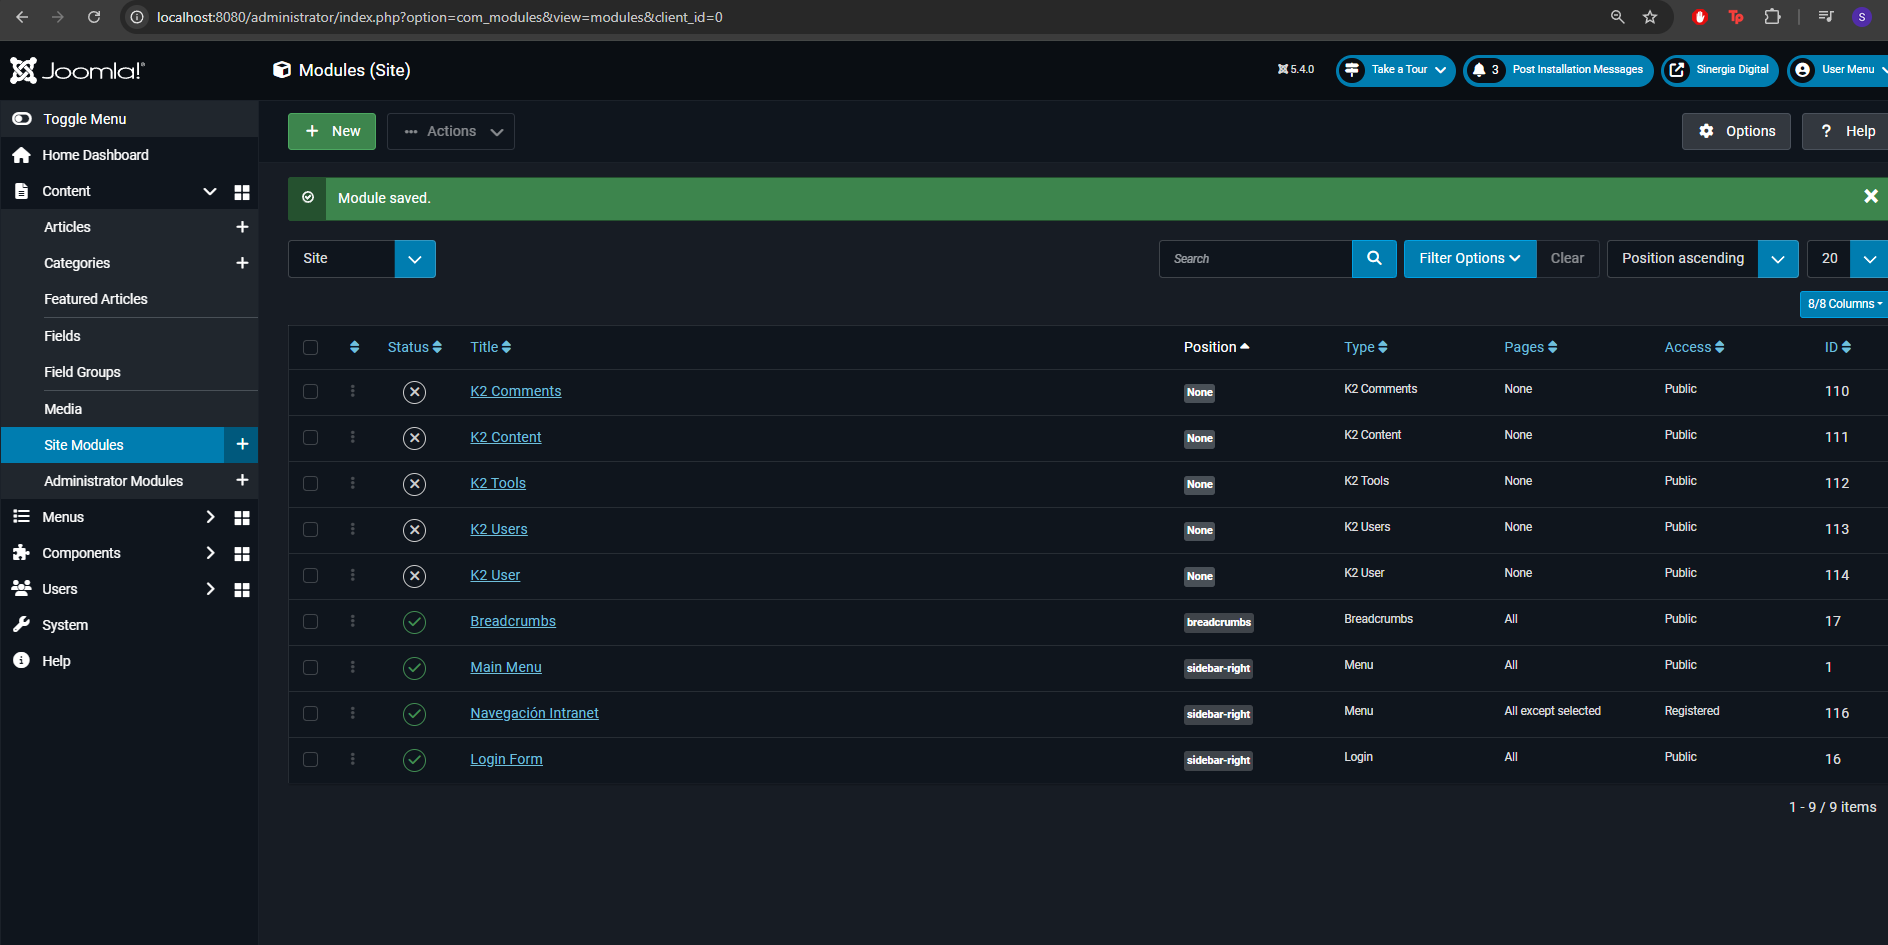 localhost:8080/administrator/index.php?option=com_modules&view=modules&client_id=0
Tp
S
Joomla!®
Modules (Site)
5.4.0
Take a Tour
3
Post Installation Messages
Sinergia Digital
User Menu
Toggle Menu
Home Dashboard
Content
Articles
Categories
Featured Articles
Fields
Field Groups
Media
Site Modules
Administrator Modules
Menus
Components
Users
System
Help
+ New
Actions
Options
? Help
Module saved.
Site
Search
Filter Options
Clear
Position ascending
20
8/8 Columns
Status Title Position Type Pages Access ID
K2 Comments None K2 Comments None Public 110
K2 Content None K2 Content None Public 111
K2 Tools None K2 Tools None Public 112
K2 Users None K2 Users None Public 113
K2 User None K2 User None Public 114
Breadcrumbs breadcrumbs Breadcrumbs All Public 17
Main Menu sidebar-right Menu All Public 1
Navegación Intranet sidebar-right Menu All except selected Registered 116
Login Form sidebar-right Login All Public 16
1 - 9 / 9 items